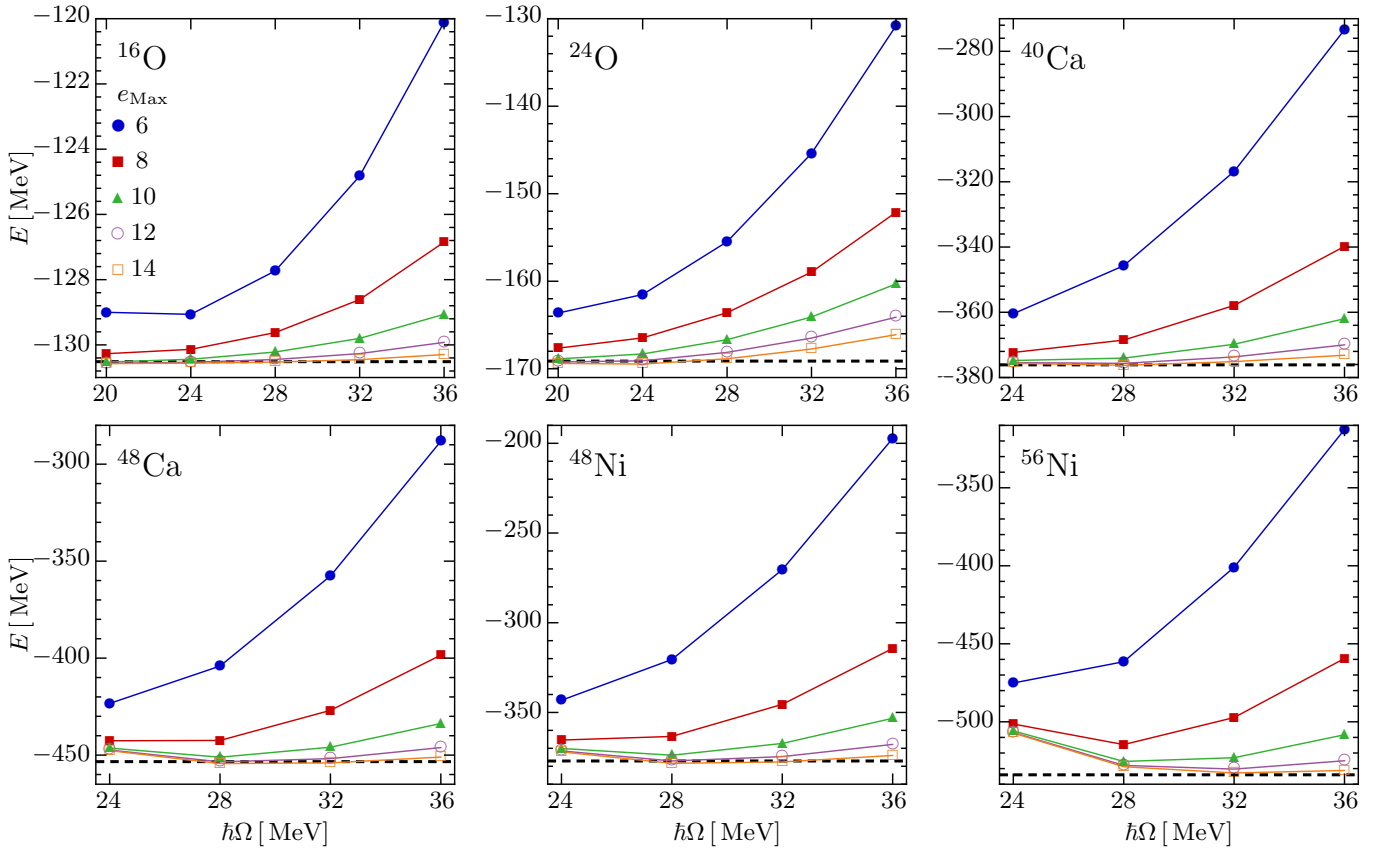 E [MeV]
−120
−122
−124
−126
−128
−130
¹⁶O
e_Max
6
8
10
12
14
20 24 28 32 36
−130
−140
−150
−160
−170
²⁴O
20 24 28 32 36
−280
−300
−320
−340
−360
−380
⁴⁰Ca
24 28 32 36
E [MeV]
−300
−350
−400
−450
⁴⁸Ca
24 28 32 36
ħΩ [MeV]
−200
−250
−300
−350
⁴⁸Ni
24 28 32 36
ħΩ [MeV]
−350
−400
−450
−500
⁵⁶Ni
24 28 32 36
ħΩ [MeV]